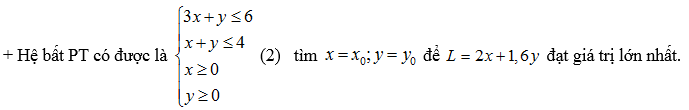 + Hệ bất PT có được là { 3x + y ≤ 6
x + y ≤ 4
x ≥ 0
y ≥ 0 (2) tìm x = x₀; y = y₀ để L = 2x + 1,6y đạt giá trị lớn nhất.